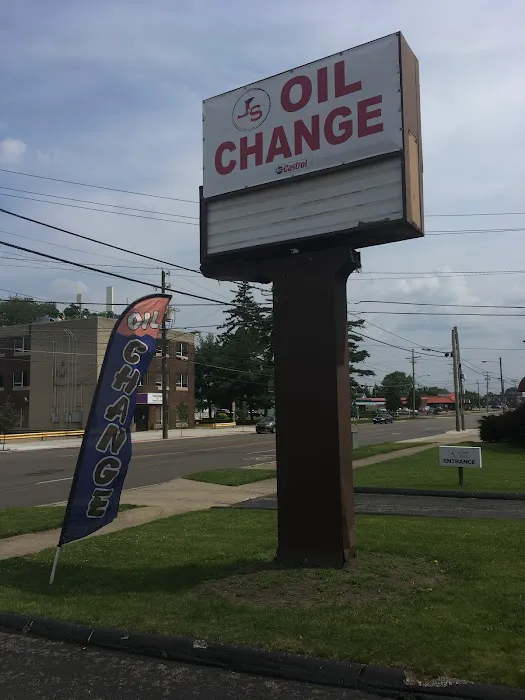 JS OIL
CHANGE
Castrol
OIL
CHANGE
ENTRANCE